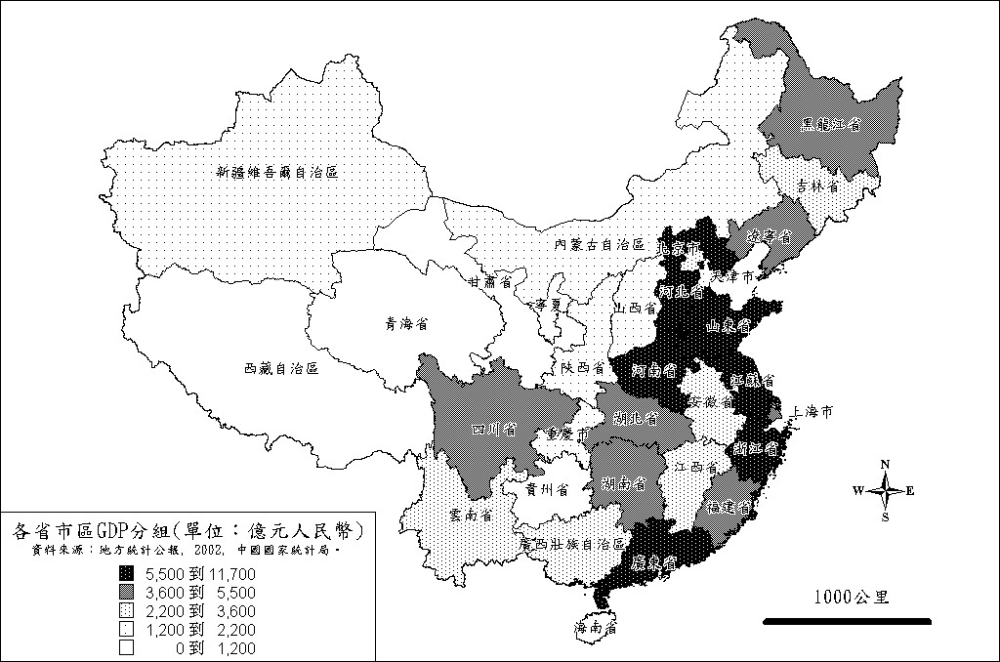 黑龍江省
新疆維吾爾自治區
吉林省
遼寧省
內蒙古自治區
北京市
天津市
甘肅省
河北省
寧夏
山西省
青海省
山東省
西藏自治區
陝西省
河南省
江蘇省
安徽省
上海市
湖北省
四川省
重慶市
浙江省
江西省
貴州省
湖南省
福建省
雲南省
廣西壯族自治區
廣東省
海南省
N
W E
S
各省市區GDP分組(單位：億元人民幣)
資料來源：地方統計公報, 2002, 中國國家統計局。
5,500 到 11,700
3,600 到 5,500
2,200 到 3,600
1,200 到 2,200
0 到 1,200
1000公里